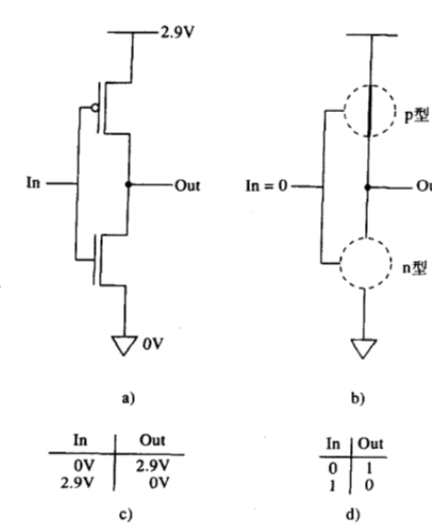 2.9V
In
Out
0V
a)
In = 0
p型
n型
b)
In Out
0V 2.9V
2.9V 0V
c)
In Out
0 1
1 0
d)